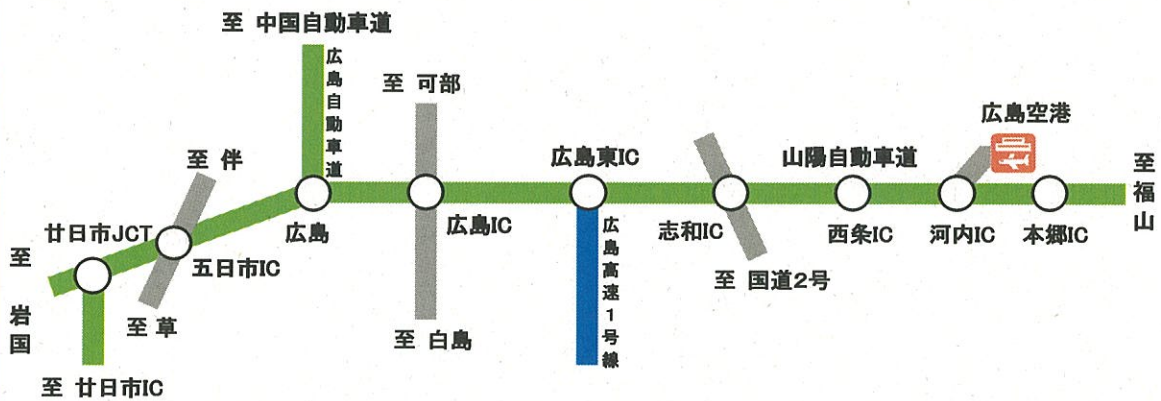 至 中国自動車道
広島自動車道
至 可部
広島空港
至 伴
広島東IC
山陽自動車道
至福山
廿日市JCT
広島
広島IC
志和IC
西条IC
河内IC
本郷IC
至 岩国
五日市IC
広島高速1号線
至 国道2号
至 草
至 白島
至 廿日市IC